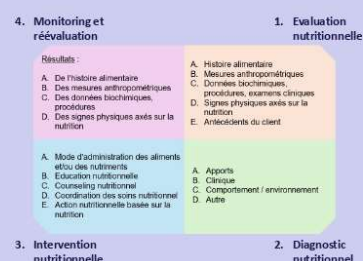 4. Monitoring et
réévaluation
1. Evaluation
nutritionnelle
Résultats :
A. De l'histoire alimentaire
B. Des mesures anthropométriques
C. Des données biochimiques,
procédures
D. Des signes physiques axés sur la
nutrition
A. Histoire alimentaire
B. Mesures anthropométriques
C. Données biochimiques,
procédures, examens cliniques
D. Signes physiques axés sur la
nutrition
E. Antécédents du client
A. Mode d'administration des aliments
et/ou des nutriments
B. Education nutritionnelle
C. Counseling nutritionnel
D. Coordination des soins nutritionnel
E. Action nutritionnelle basée sur la
nutrition
A. Apports
B. Clinique
C. Comportement / environnement
D. Autre
3. Intervention
nutritionnelle
2. Diagnostic
nutritionnel